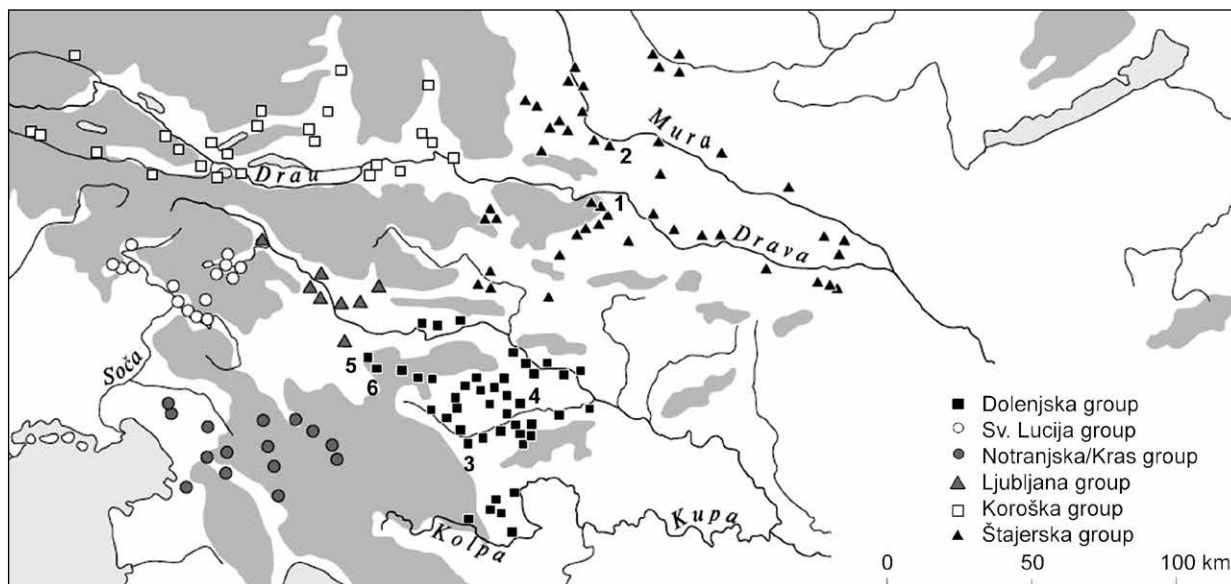 Mura
2
Drau
1
Drava
Soča
5
6
4
3
Kolpa
Kupa
Dolenjska group
Sv. Lucija group
Notranjska/Kras group
Ljubljana group
Koroška group
Štajerska group
0 50 100 km